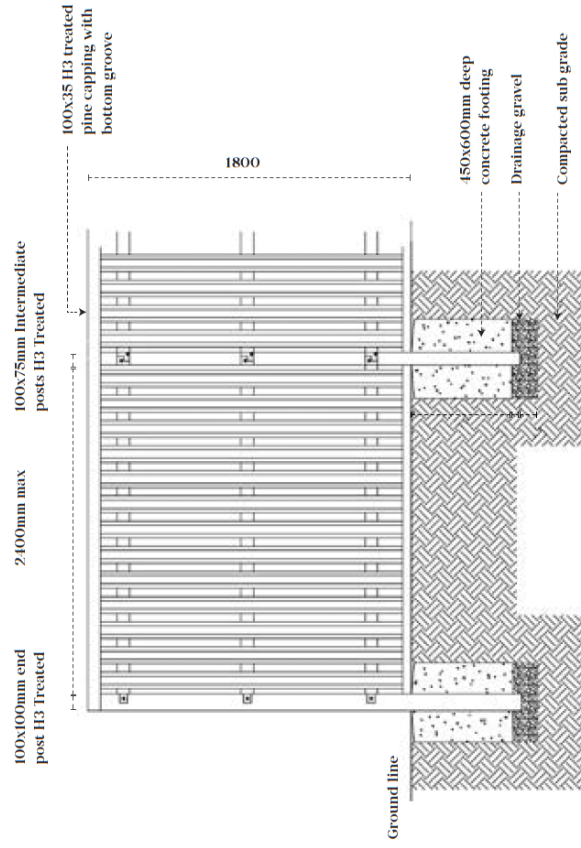 100x100mm end
post H3 Treated
2400mm max
100x75mm Intermediate
posts H3 Treated
100x35 H3 treated
pine capping with
bottom groove
1800
Ground line
450x600mm deep
concrete footing
Drainage gravel
Compacted sub grade